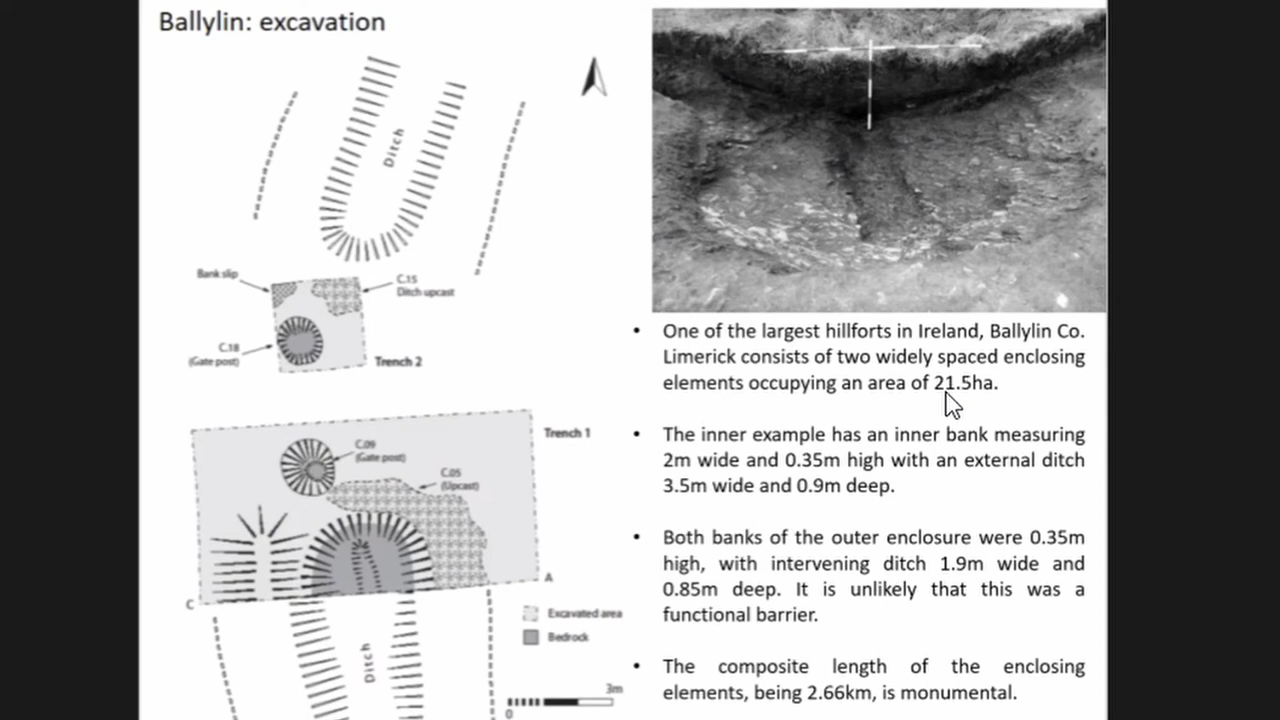 Ballylin: excavation
Ditch
Bank slip
C.15
Ditch upcast
C.18
(Gate post)
Trench 2
Trench 1
C.09
(Gate post)
C.05
(Upcast)
A
C
Excavated area
Bedrock
Ditch
3m
0
• One of the largest hillforts in Ireland, Ballylin Co.
Limerick consists of two widely spaced enclosing
elements occupying an area of 21.5ha.
• The inner example has an inner bank measuring
2m wide and 0.35m high with an external ditch
3.5m wide and 0.9m deep.
• Both banks of the outer enclosure were 0.35m
high, with intervening ditch 1.9m wide and
0.85m deep. It is unlikely that this was a
functional barrier.
• The composite length of the enclosing
elements, being 2.66km, is monumental.